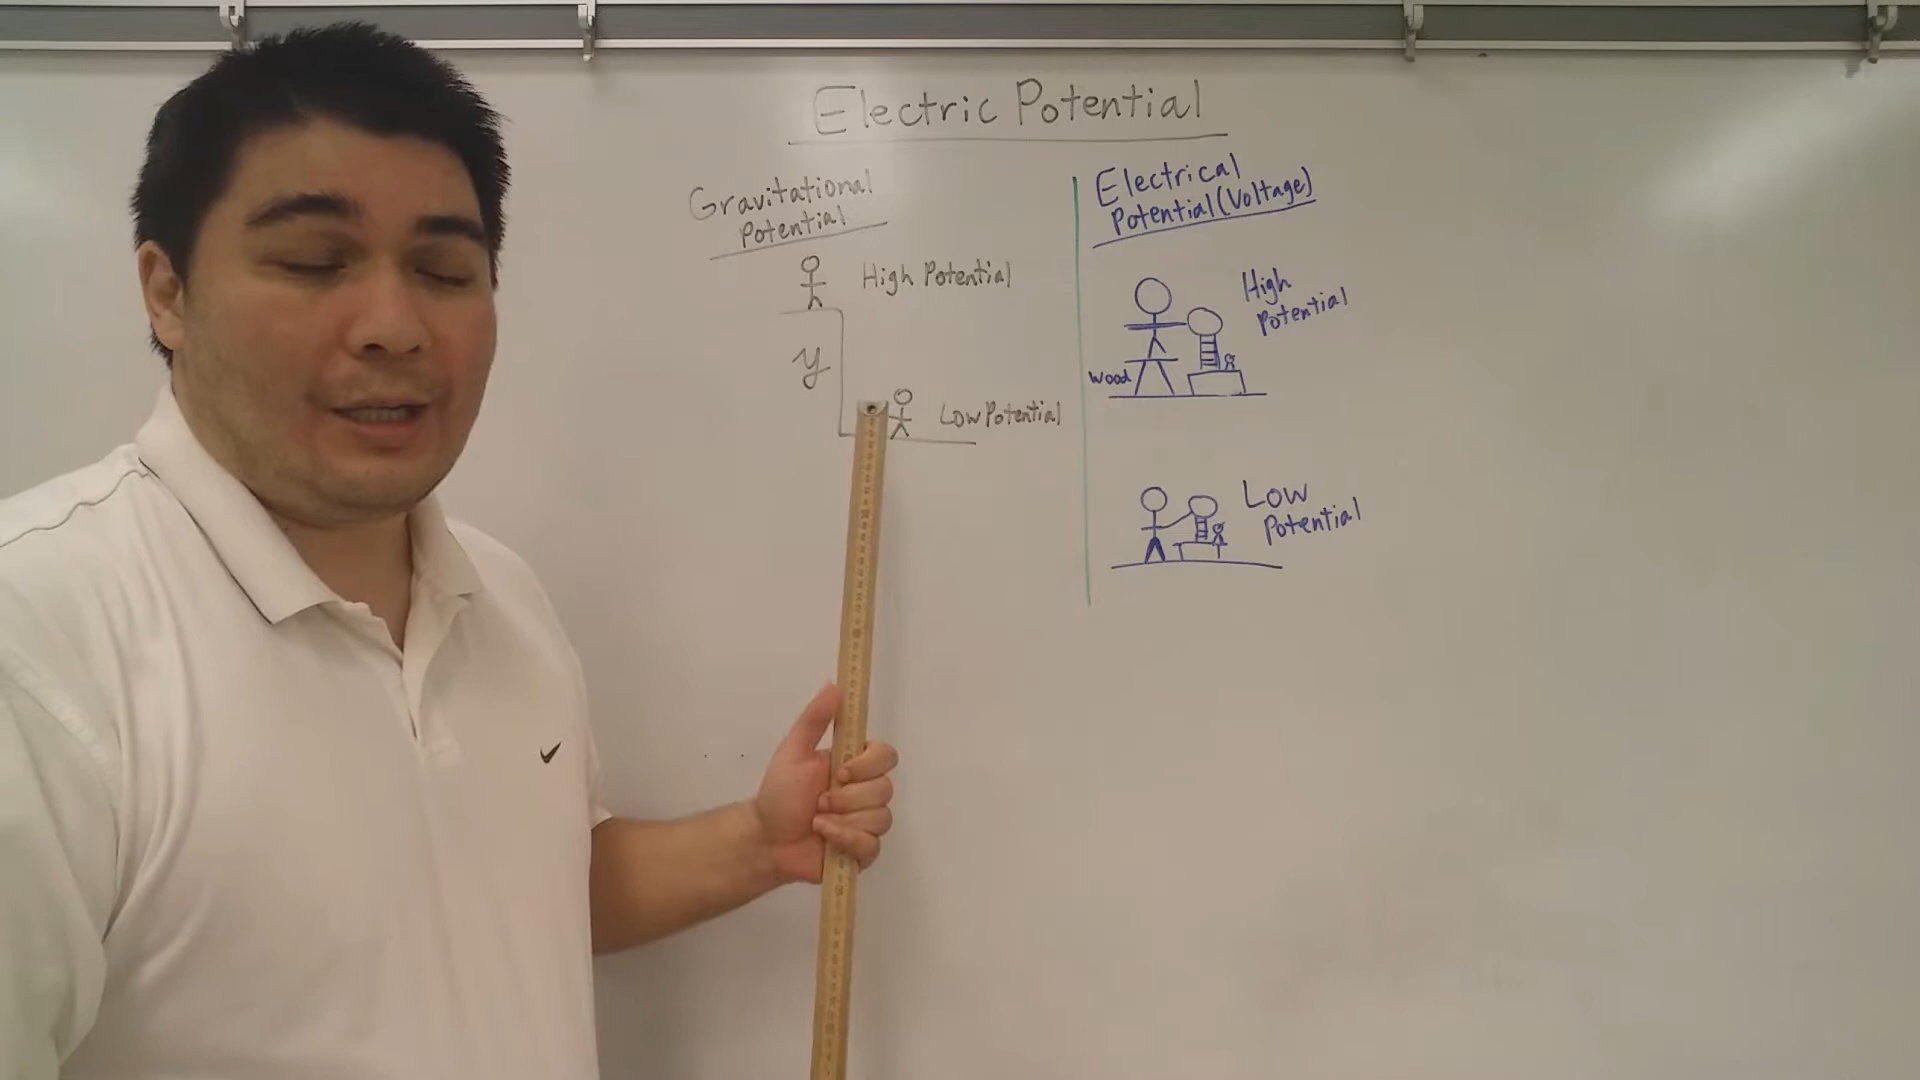 Electric Potential
Gravitational
Potential
High Potential
y
Low Potential
Electrical
Potential (Voltage)
High
Potential
Wood
Low
Potential